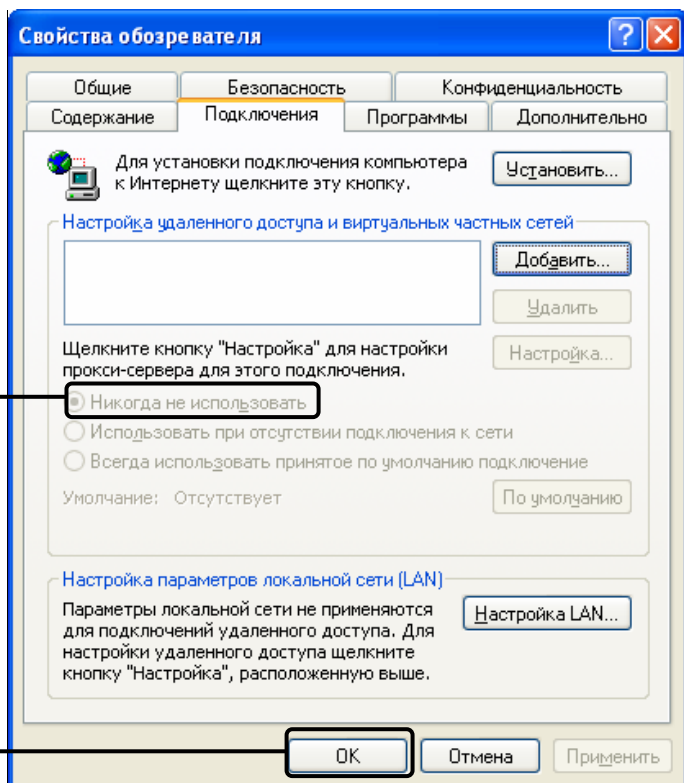 Свойства обозревателя
Общие Безопасность Конфиденциальность
Содержание Подключения Программы Дополнительно
Для установки подключения компьютера
к Интернету щелкните эту кнопку.
Установить...
Настройка удаленного доступа и виртуальных частных сетей
Добавить...
Удалить
Щелкните кнопку "Настройка" для настройки
прокси-сервера для этого подключения.
Настройка...
Никогда не использовать
Использовать при отсутствии подключения к сети
Всегда использовать принятое по умолчанию подключение
Умолчание: Отсутствует
По умолчанию
Настройка параметров локальной сети (LAN)
Параметры локальной сети не применяются
для подключений удаленного доступа. Для
настройки удаленного доступа щелкните
кнопку "Настройка", расположенную выше.
Настройка LAN...
ОК Отмена Применить